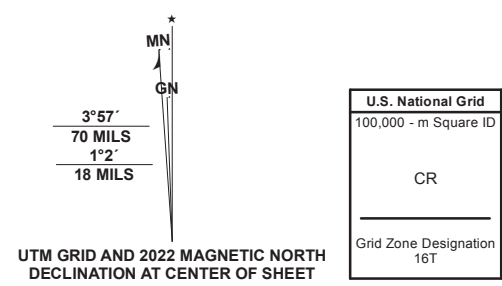 ★
MN
GN
3°57´
70 MILS
1°2´
18 MILS
UTM GRID AND 2022 MAGNETIC NORTH
DECLINATION AT CENTER OF SHEET
U.S. National Grid
100,000 - m Square ID
CR
Grid Zone Designation
16T